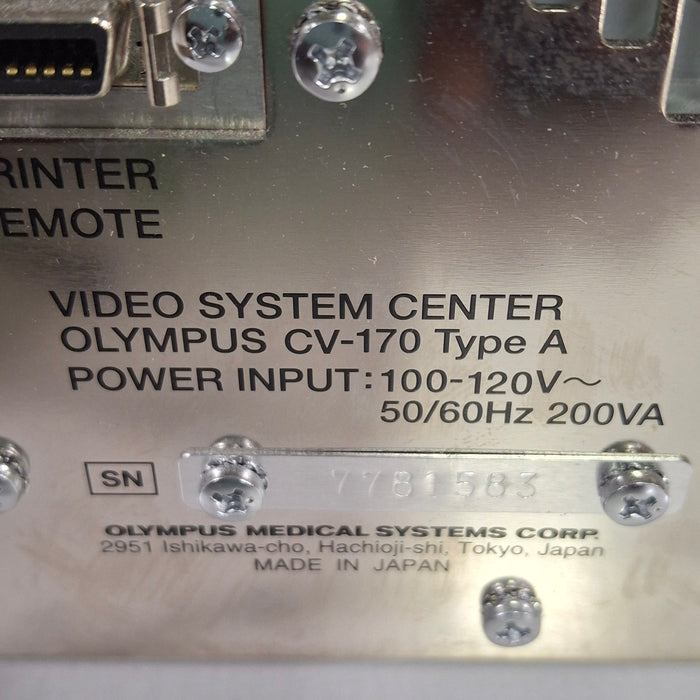 RINTER
EMOTE
VIDEO SYSTEM CENTER
OLYMPUS CV-170 Type A
POWER INPUT:100-120V~
50/60Hz 200VA
SN 7781583
OLYMPUS MEDICAL SYSTEMS CORP.
2951 Ishikawa-cho, Hachioji-shi, Tokyo, Japan
MADE IN JAPAN